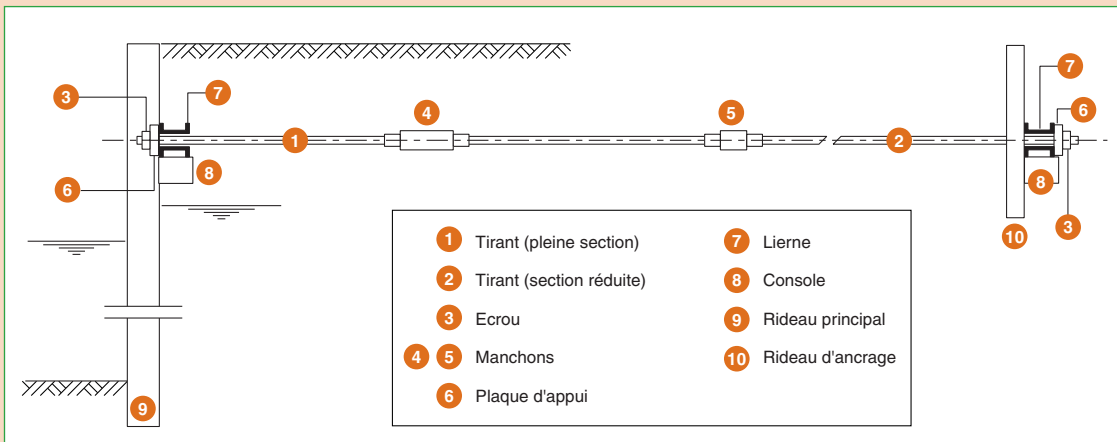 7
3
4
5
7
6
1
2
6
8
8
10
3
1 Tirant (pleine section)
2 Tirant (section réduite)
3 Ecrou
4 5 Manchons
6 Plaque d'appui
7 Lierne
8 Console
9 Rideau principal
10 Rideau d'ancrage
9